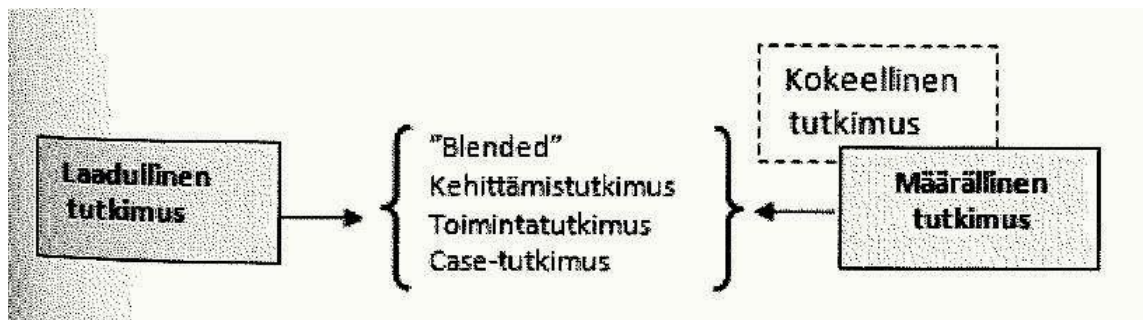 Laadullinen
tutkimus
"Blended"
Kehittämistutkimus
Toimintatutkimus
Case-tutkimus
Kokeellinen
tutkimus
Määrällinen
tutkimus